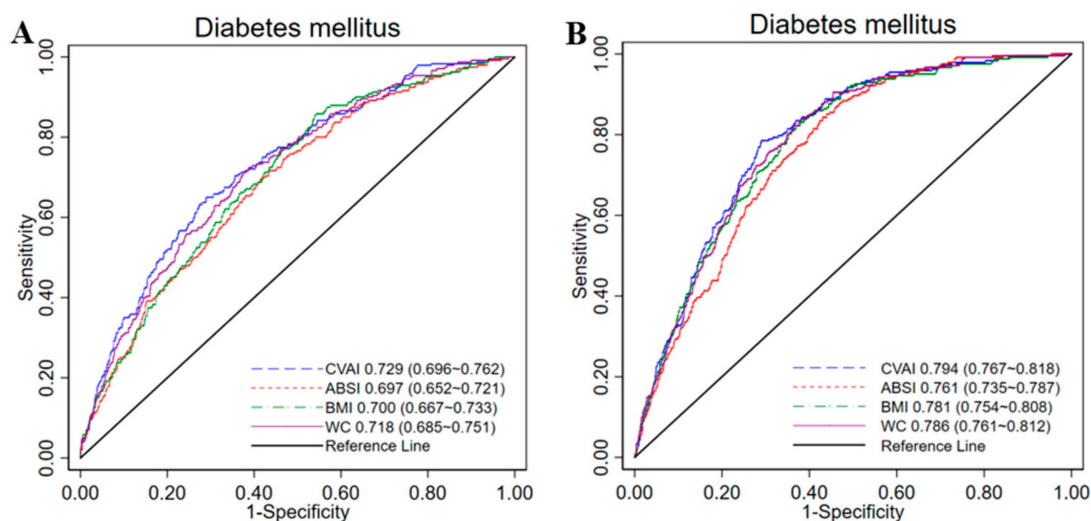 A
Diabetes mellitus
Sensitivity
1.00
0.80
0.60
0.40
0.20
0.00
CVAI 0.729 (0.696~0.762)
ABSI 0.697 (0.652~0.721)
BMI 0.700 (0.667~0.733)
WC 0.718 (0.685~0.751)
Reference Line
0.00 0.20 0.40 0.60 0.80 1.00
1-Specificity
B
Diabetes mellitus
Sensitivity
1.00
0.80
0.60
0.40
0.20
0.00
CVAI 0.794 (0.767~0.818)
ABSI 0.761 (0.735~0.787)
BMI 0.781 (0.754~0.808)
WC 0.786 (0.761~0.812)
Reference Line
0.00 0.20 0.40 0.60 0.80 1.00
1-Specificity